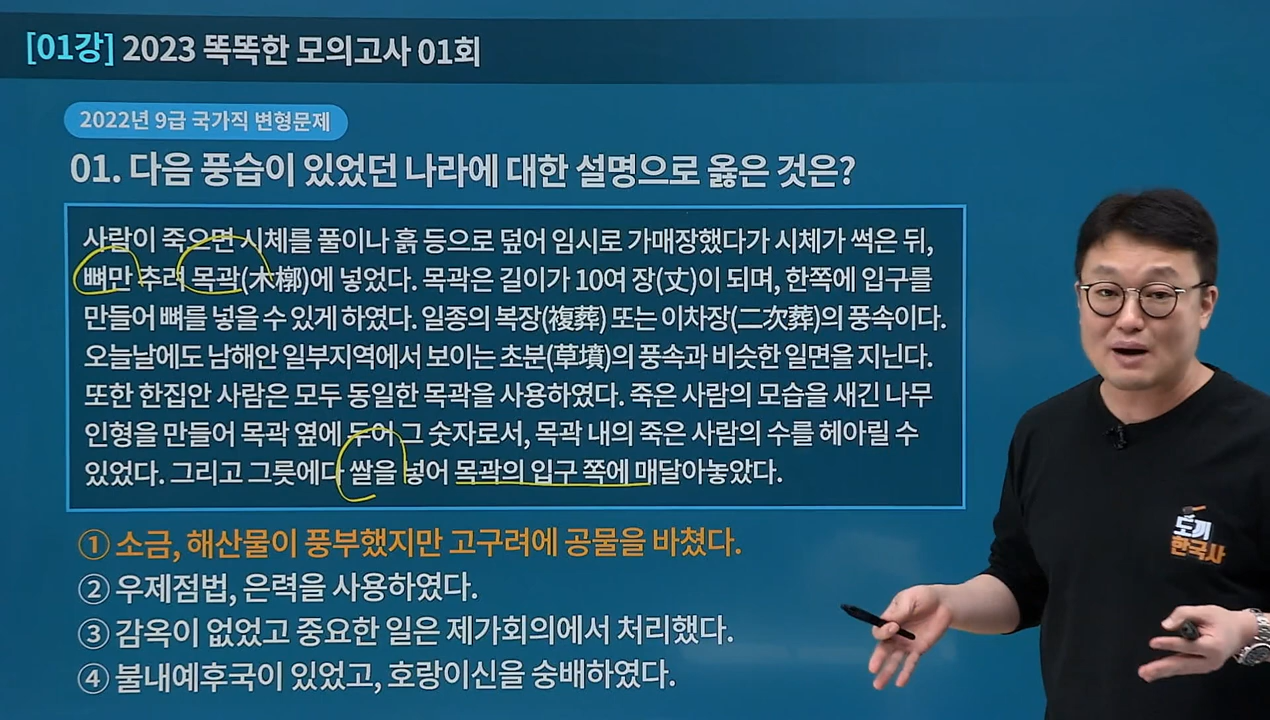 [01강] 2023 똑똑한 모의고사 01회
2022년 9급 국가직 변형문제
01. 다음 풍습이 있었던 나라에 대한 설명으로 옳은 것은?
사람이 죽으면 시체를 풀이나 흙 등으로 덮어 임시로 가매장했다가 시체가 썩은 뒤,
뼈만 추려 목곽(木槨)에 넣었다. 목곽은 길이가 10여 장(丈)이 되며, 한쪽에 입구를
만들어 뼈를 넣을 수 있게 하였다. 일종의 복장(複葬) 또는 이차장(二次葬)의 풍속이다.
오늘날에도 남해안 일부지역에서 보이는 초분(草墳)의 풍속과 비슷한 일면을 지닌다.
또한 한집안 사람은 모두 동일한 목곽을 사용하였다. 죽은 사람의 모습을 새긴 나무
인형을 만들어 목곽 옆에 두어 그 숫자로서, 목곽 내의 죽은 사람의 수를 헤아릴 수
있었다. 그리고 그릇에다 쌀을 넣어 목곽의 입구 쪽에 매달아놓았다.
① 소금, 해산물이 풍부했지만 고구려에 공물을 바쳤다.
② 우제점법, 은력을 사용하였다.
③ 감옥이 없었고 중요한 일은 제가회의에서 처리했다.
④ 불내예후국이 있었고, 호랑이신을 숭배하였다.
도끼
한국사